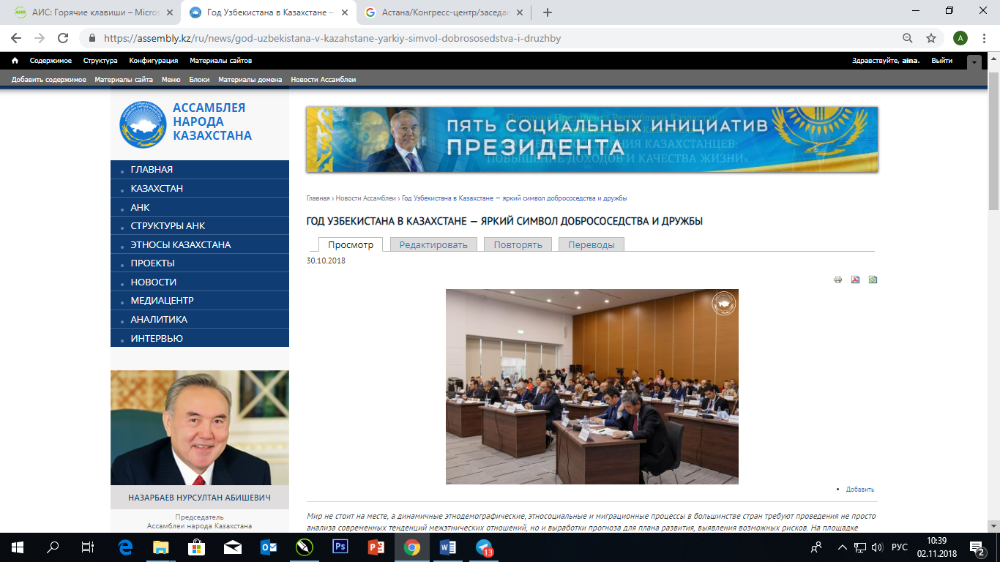 АИС: Горячие клавиши – Micros
Год Узбекистана в Казахстане –
Астана/Конгресс-центр/заседан
https://assembly.kz/ru/news/god-uzbekistana-v-kazahstane-yarkiy-simvol-dobrososedstva-i-druzhby
A
Содержимое Структура Конфигурация Материалы сайтов Здравствуйте, aina. Выйти
Добавить содержимое Материалы сайта Меню Блоки Материалы домена Новости Ассамблеи
АССАМБЛЕЯ
НАРОДА
КАЗАХСТАНА
Послание Президента Республики Казахстан
ПЯТЬ СОЦИАЛЬНЫХ ИНИЦИАТИВ
ПРЕЗИДЕНТА
КАЗАХСТАНЦЕВ:
ПОВЫШЕНИЕ ДОХОДОВ И КАЧЕСТВА ЖИЗНИ»
ГЛАВНАЯ
КАЗАХСТАН
АНК
СТРУКТУРЫ АНК
ЭТНОСЫ КАЗАХСТАНА
ПРОЕКТЫ
НОВОСТИ
МЕДИАЦЕНТР
АНАЛИТИКА
ИНТЕРВЬЮ
Главная › Новости Ассамблеи › Год Узбекистана в Казахстане — яркий символ добрососедства и дружбы
ГОД УЗБЕКИСТАНА В КАЗАХСТАНЕ — ЯРКИЙ СИМВОЛ ДОБРОСОСЕДСТВА И ДРУЖБЫ
Просмотр Редактировать Повторять Переводы
30.10.2018
Добавить
НАЗАРБАЕВ НУРСУЛТАН АБИШЕВИЧ
Председатель
Ассамблеи народа Казахстана
Мир не стоит на месте, а динамичные этнодемографические, этносоциальные и миграционные процессы в большинстве стран требуют проведения не просто
анализа современных тенденций межэтнических отношений, но и выработки прогноза для плана развития, выявления возможных рисков. На площадке
Ps
13
РУС
10:39
02.11.2018
2